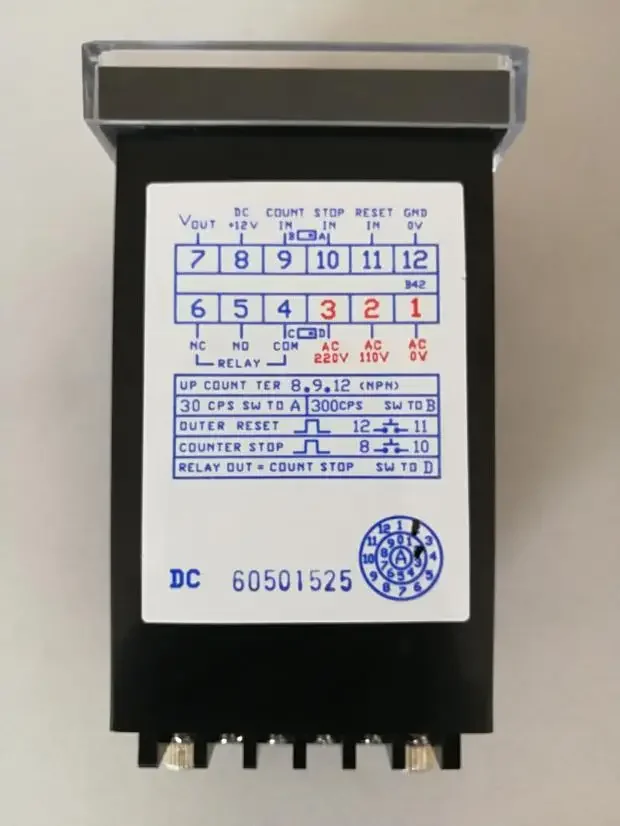 VOUT DC +12V COUNT IN STOP IN RESET IN GND 0V
B A
7 8 9 10 11 12
B42
6 5 4 3 2 1
C D
NC NO COM AC 220V AC 110V AC 0V
RELAY
UP COUNT TER 8.9.12 (NPN)
30 CPS SW TO A 300CPS SW TO B
OUTER RESET 12 11
COUNTER STOP 8 10
RELAY OUT = COUNT STOP SW TO D
DC 60501525
A